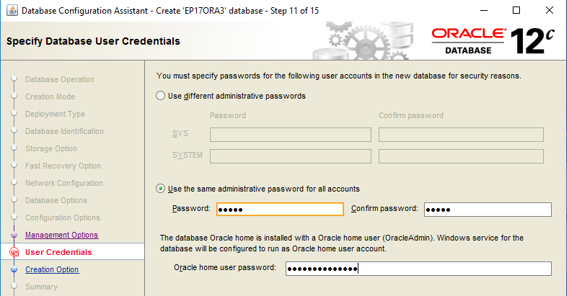 Database Configuration Assistant - Create 'EP17ORA3' database - Step 11 of 15
Specify Database User Credentials
ORACLE
DATABASE 12c
Database Operation
Creation Mode
Deployment Type
Database Identification
Storage Option
Fast Recovery Option
Network Configuration
Database Options
Configuration Options
Management Options
User Credentials
Creation Option
Summary
You must specify passwords for the following user accounts in the new database for security reasons.
Use different administrative passwords
Password Confirm password
SYS
SYSTEM
Use the same administrative password for all accounts
Password: ••••• Confirm password: •••••
The database Oracle home is installed with a Oracle home user (OracleAdmin). Windows service for the
database will be configured to run as Oracle home user account.
Oracle home user password: ••••••••••••••